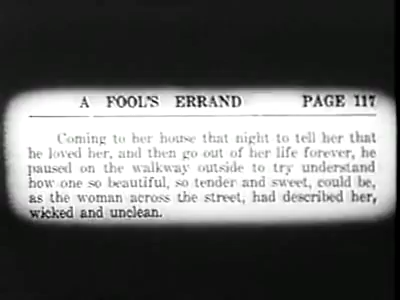 A FOOL'S ERRAND PAGE 117
Coming to her house that night to tell her that
he loved her, and then go out of her life forever, he
paused on the walkway outside to try understand
how one so beautiful, so tender and sweet, could be,
as the woman across the street, had described her,
wicked and unclean.